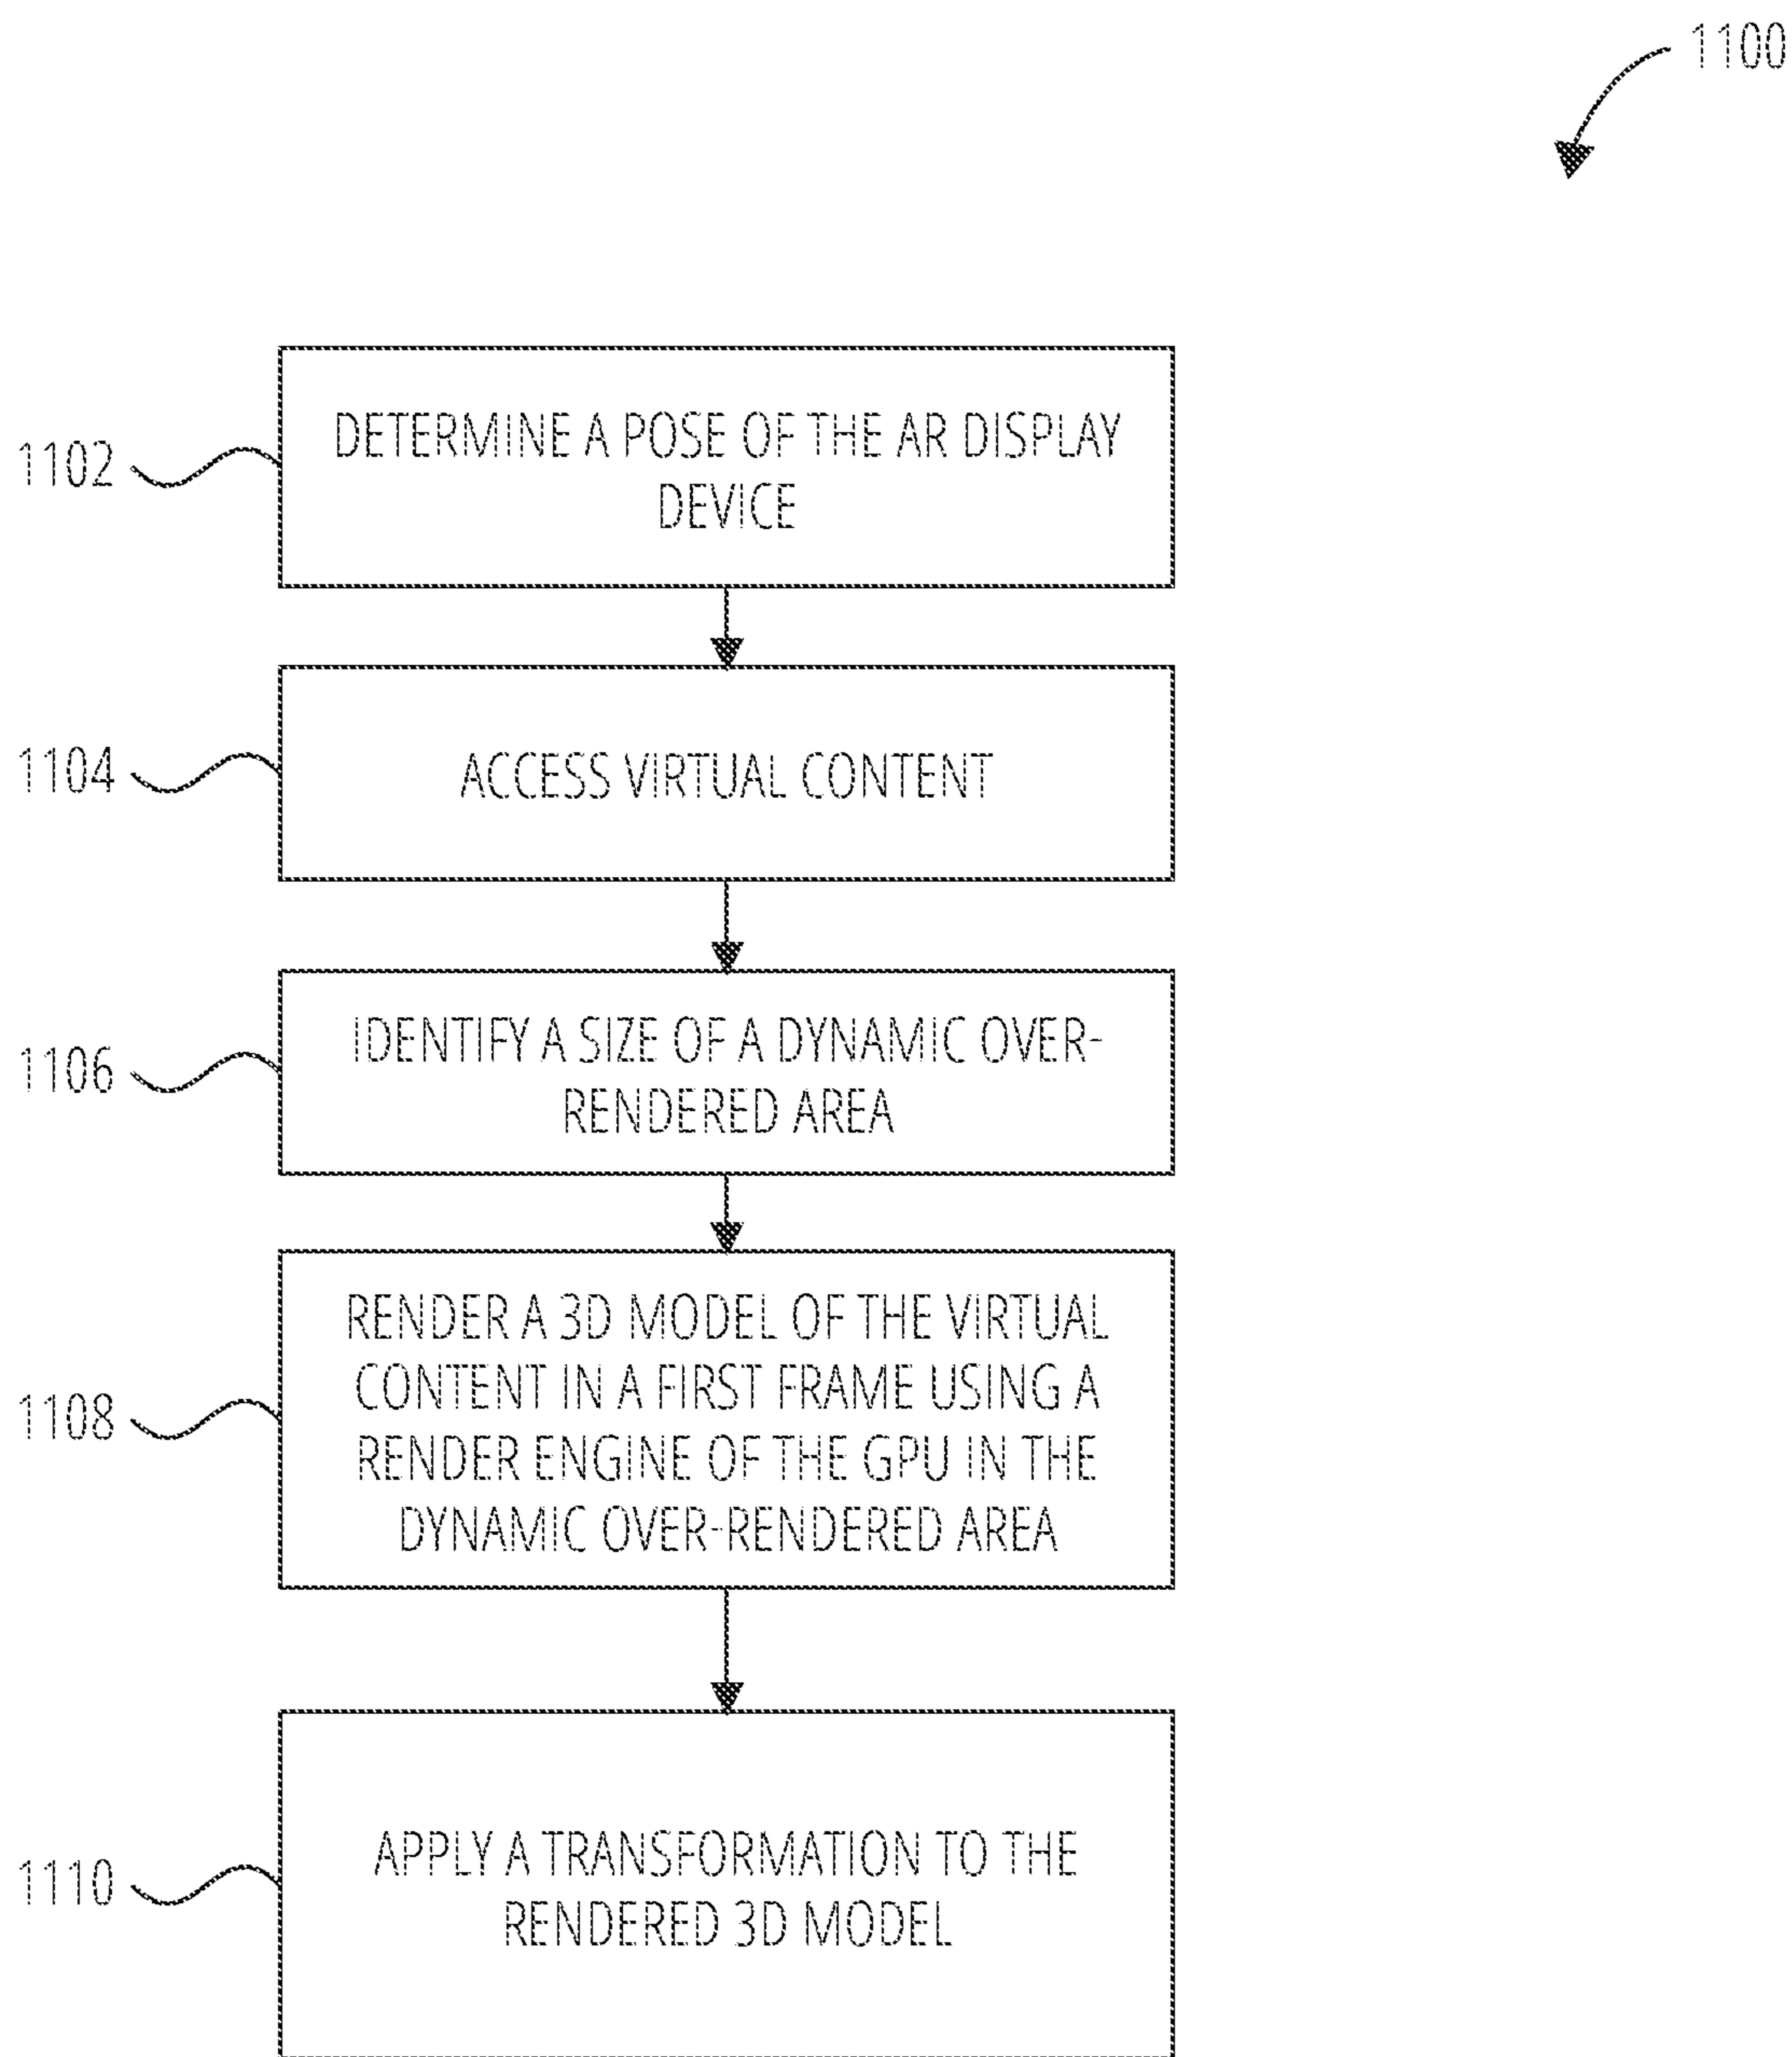 1100
1102
DETERMINE A POSE OF THE AR DISPLAY
DEVICE
1104
ACCESS VIRTUAL CONTENT
1106
IDENTIFY A SIZE OF A DYNAMIC OVER-
RENDERED AREA
1108
RENDER A 3D MODEL OF THE VIRTUAL
CONTENT IN A FIRST FRAME USING A
RENDER ENGINE OF THE GPU IN THE
DYNAMIC OVER-RENDERED AREA
1110
APPLY A TRANSFORMATION TO THE
RENDERED 3D MODEL